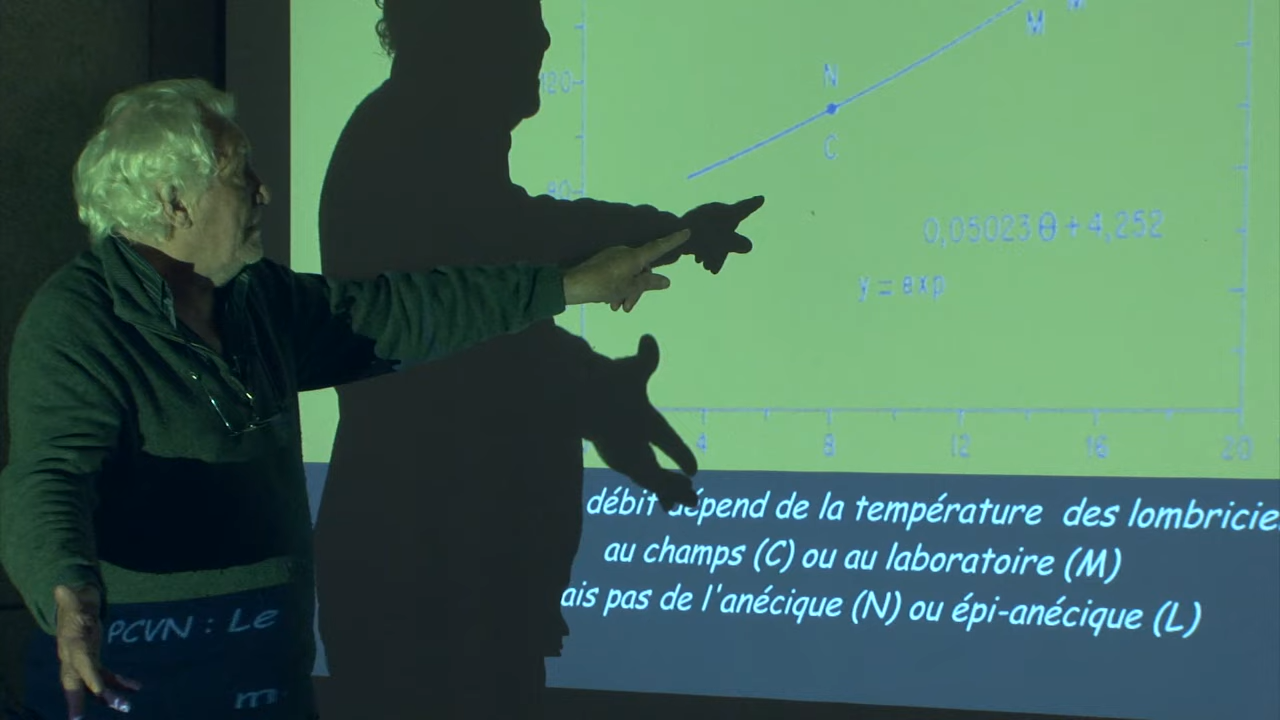 M
N
120
C
80
0,05023 θ + 4,252
y = exp
4 8 12 16 20
débit dépend de la température des lombricie
au champs (C) ou au laboratoire (M)
ais pas de l'anécique (N) ou épi-anécique (L)
PCVN : Le
m